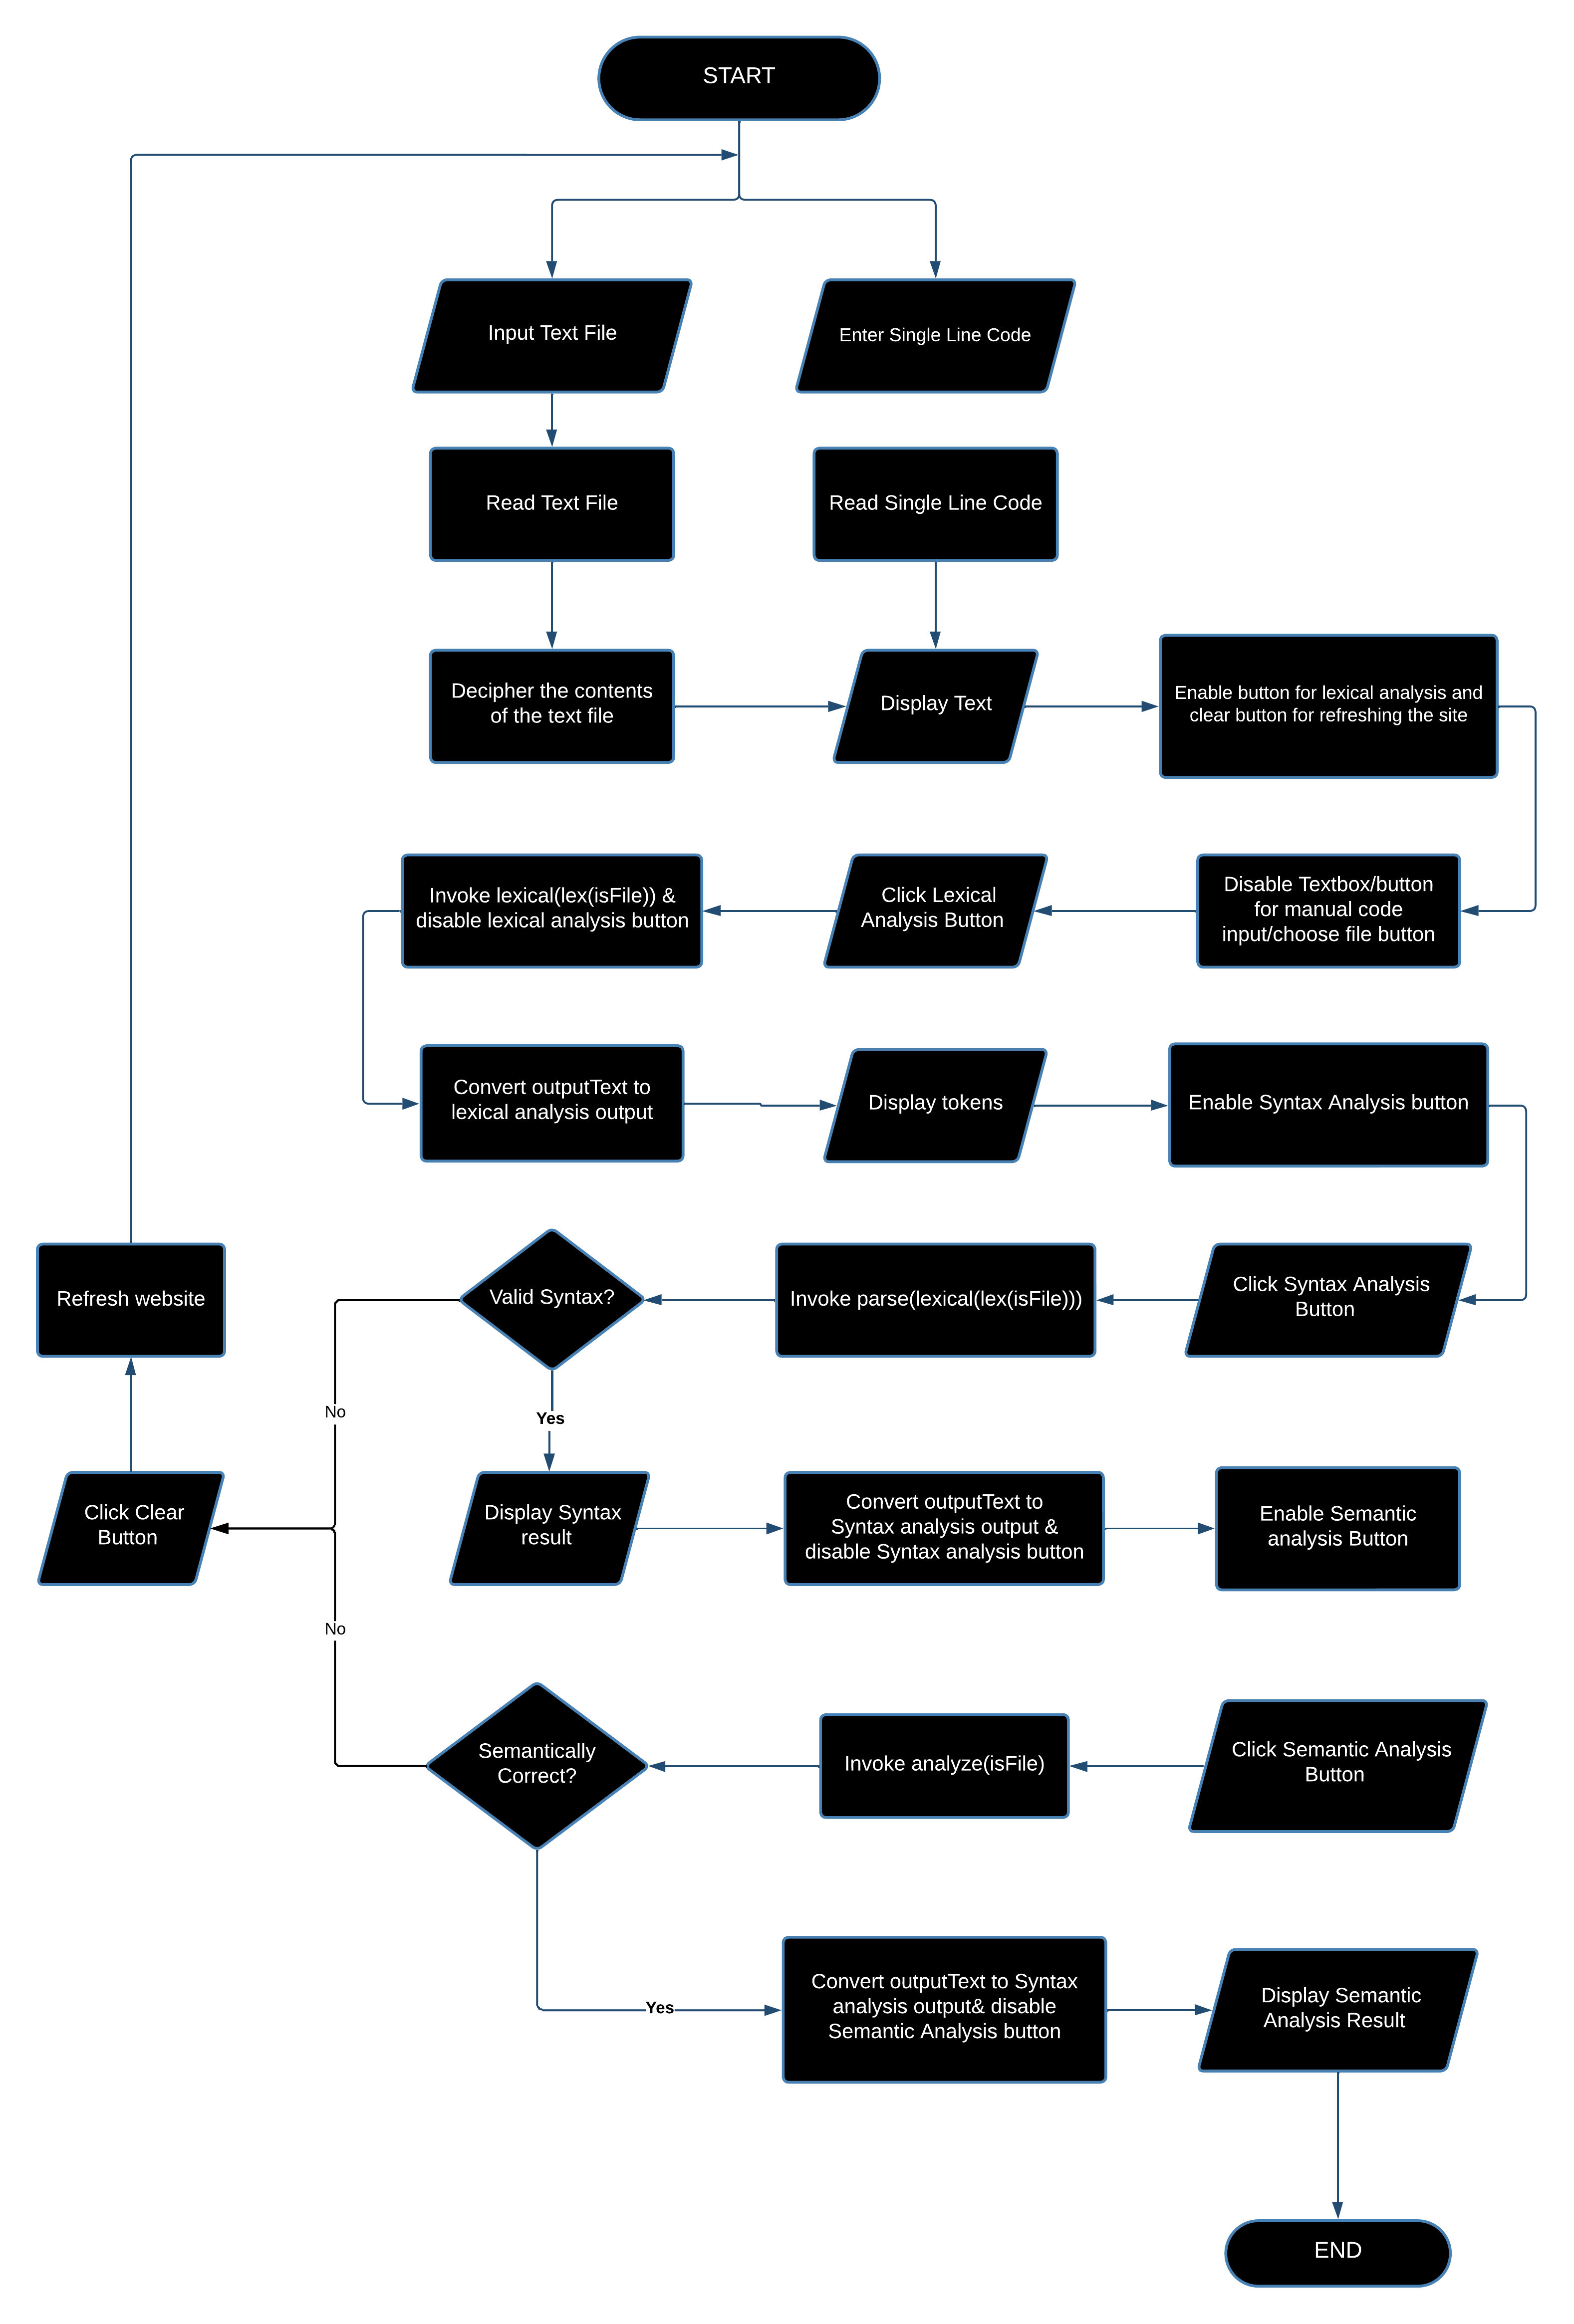 START
Input Text File
Enter Single Line Code
Read Text File
Read Single Line Code
Decipher the contents
of the text file
Display Text
Enable button for lexical analysis and
clear button for refreshing the site
Invoke lexical(lex(isFile)) &
disable lexical analysis button
Click Lexical
Analysis Button
Disable Textbox/button
for manual code
input/choose file button
Convert outputText to
lexical analysis output
Display tokens
Enable Syntax Analysis button
Refresh website
Valid Syntax?
Invoke parse(lexical(lex(isFile)))
Click Syntax Analysis
Button
No
Yes
Click Clear
Button
Display Syntax
result
Convert outputText to
Syntax analysis output &
disable Syntax analysis button
Enable Semantic
analysis Button
No
Semantically
Correct?
Invoke analyze(isFile)
Click Semantic Analysis
Button
Yes
Convert outputText to Syntax
analysis output& disable
Semantic Analysis button
Display Semantic
Analysis Result
END